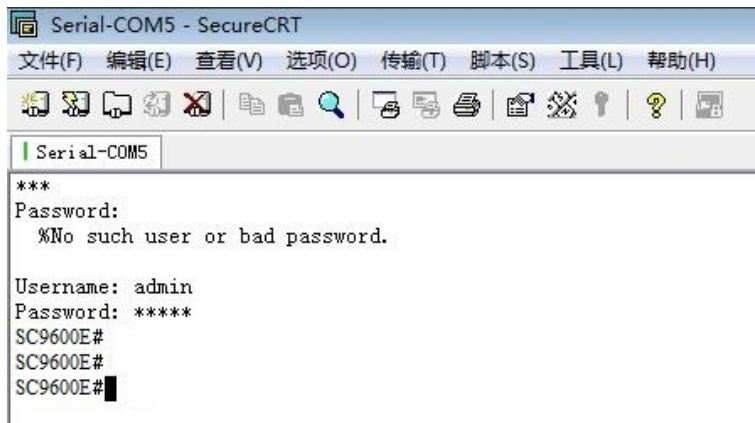 Serial-COM5 - SecureCRT
文件(F) 编辑(E) 查看(V) 选项(O) 传输(T) 脚本(S) 工具(L) 帮助(H)
Serial-COM5
***
Password:
%No such user or bad password.
Username: admin
Password: *****
SC9600E#
SC9600E#
SC9600E#